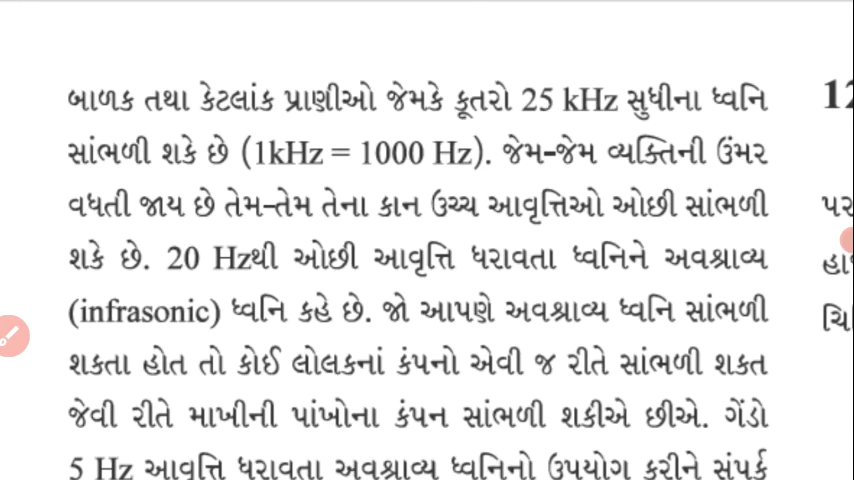 બાળક તથા કેટલાંક પ્રાણીઓ જેમકે કૂતરો 25 kHz સુધીના ધ્વનિ
સાંભળી શકે છે (1kHz = 1000 Hz). જેમ-જેમ વ્યક્તિની ઉંમર
વધતી જાય છે તેમ-તેમ તેના કાન ઉચ્ચ આવૃત્તિઓ ઓછી સાંભળી
શકે છે. 20 Hzથી ઓછી આવૃત્તિ ધરાવતા ધ્વનિને અવશ્રાવ્ય
(infrasonic) ધ્વનિ કહે છે. જો આપણે અવશ્રાવ્ય ધ્વનિ સાંભળી
શકતા હોત તો કોઈ લોલકનાં કંપનો એવી જ રીતે સાંભળી શકત
જેવી રીતે માખીની પાંખોના કંપન સાંભળી શકીએ છીએ. ગેંડો
5 Hz આવૃત્તિ ધરાવતા અવશ્રાવ્ય ધ્વનિનો ઉપયોગ કરીને સંપર્ક